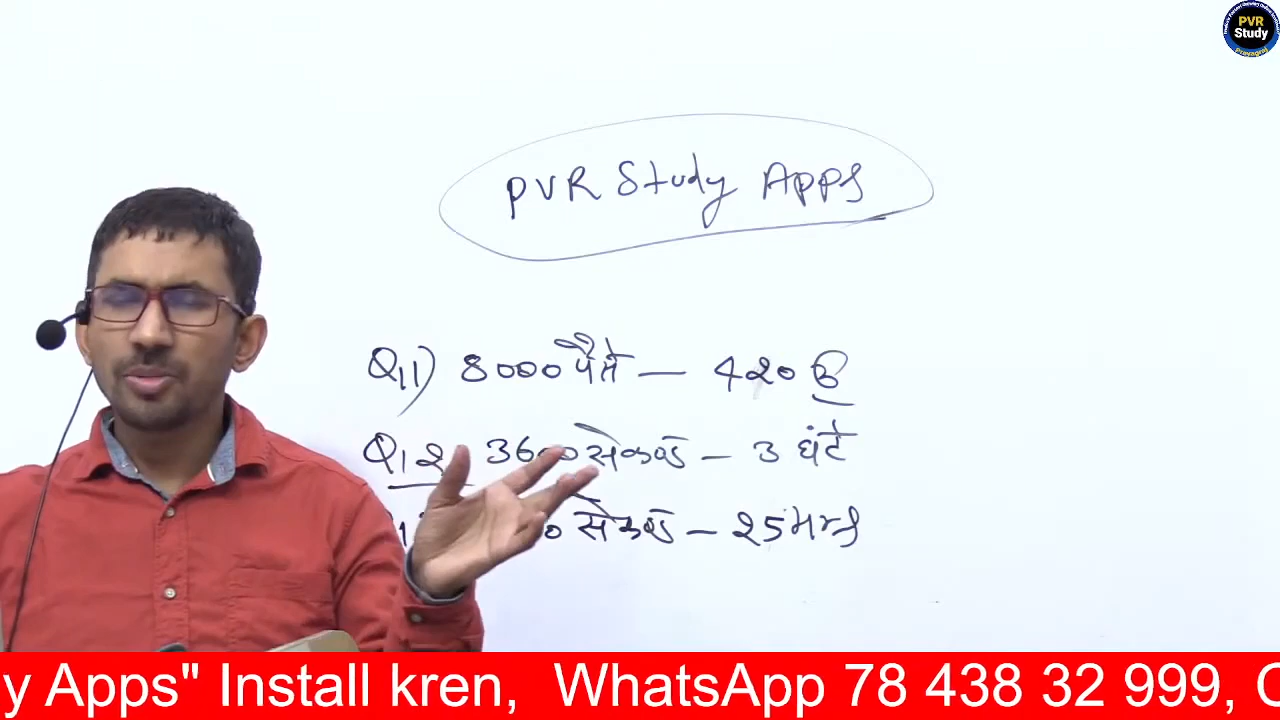 PVR
Study
Prayagraj
PVR Study Apps
Q11) 8000 पैसे — 420 रु
Q12 3600 सेकण्ड — 3 घंटे
सेकण्ड — 25 मिनट
y Apps" Install kren, WhatsApp 78 438 32 999, C